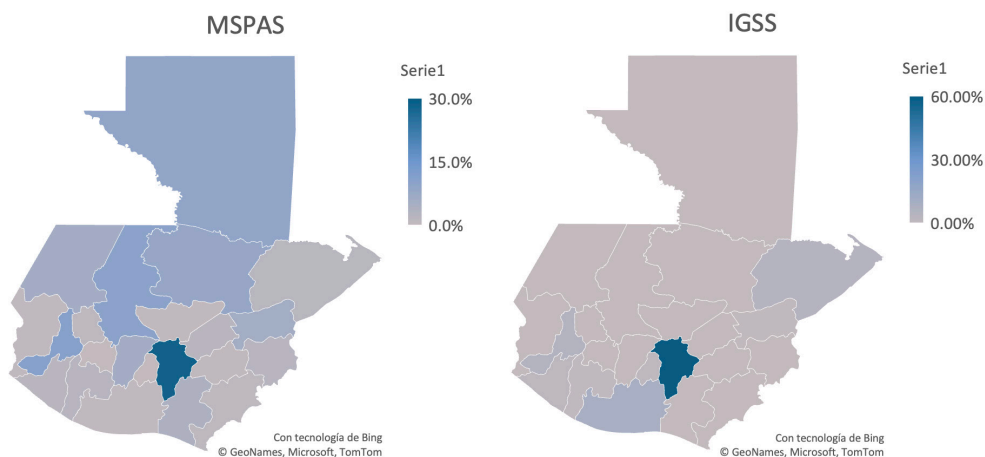 MSPAS
Serie1
30.0%
15.0%
0.0%
Con tecnología de Bing
© GeoNames, Microsoft, TomTom
IGSS
Serie1
60.00%
30.00%
0.00%
Con tecnología de Bing
© GeoNames, Microsoft, TomTom